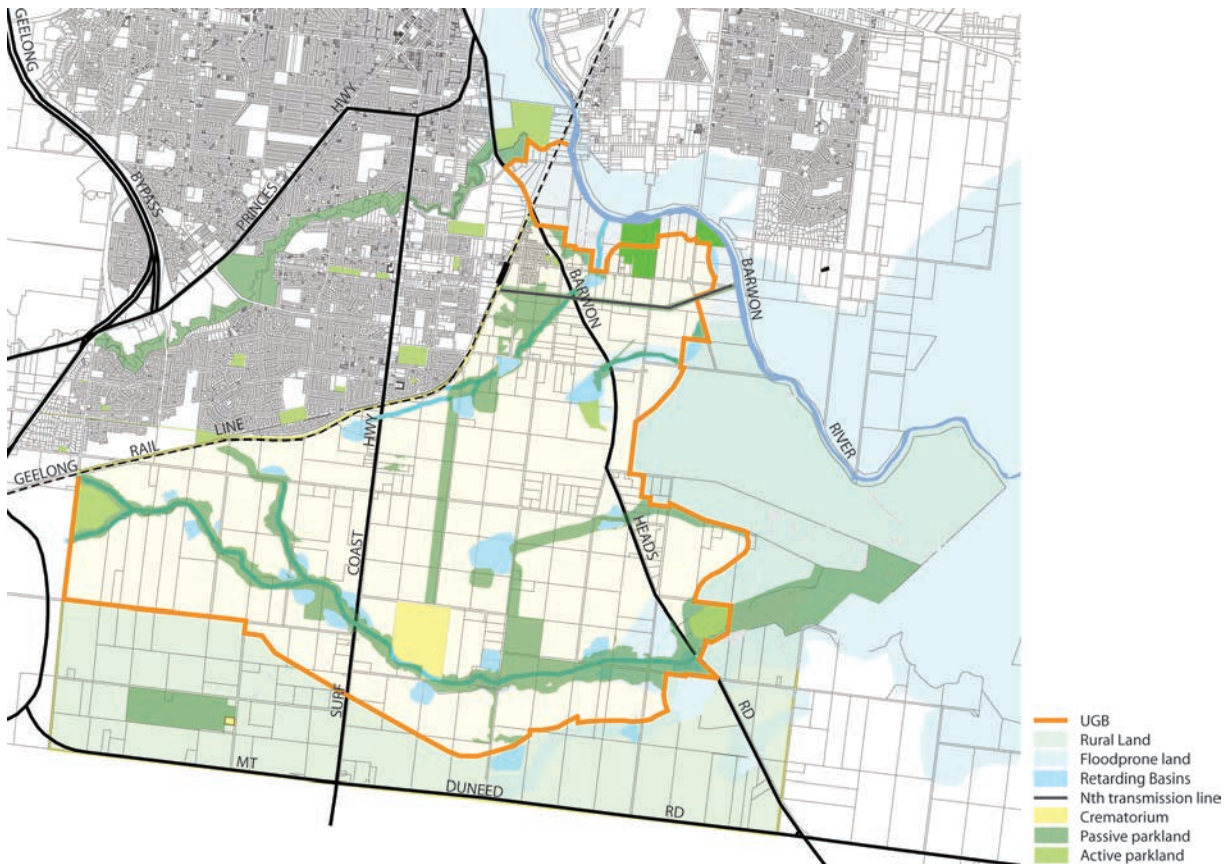 GEELONG
BYPASS
PRINCES
HWY
BARWON
BARWON
RIVER
GEELONG
RAIL
LINE
HWY
COAST
SURF
HEADS
RD
MT
DUNEED
RD
UGB
Rural Land
Floodprone land
Retarding Basins
Nth transmission line
Crematorium
Passive parkland
Active parkland